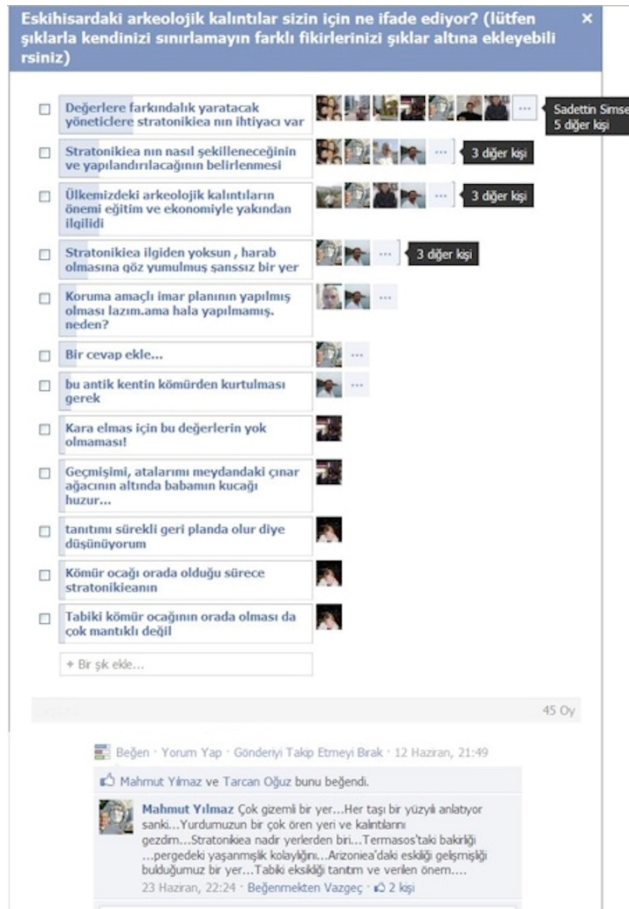 Eskihisardaki arkeolojik kalıntılar sizin için ne ifade ediyor? (lütfen
şıklarla kendinizi sınırlamayın farklı fikirlerinizi şıklar altına ekleyebili
rsiniz)
Değerlere farkındalık yaratacak
yöneticlere stratonikiea nın ihtiyacı var
Sadettin Simse
5 diğer kişi
Stratonikiea nın nasıl şekilleneceğinin
ve yapılandırılacağının belirlenmesi
3 diğer kişi
Ülkemizdeki arkeolojik kalıntıların
önemi eğitim ve ekonomiyle yakından
ilgilidi
3 diğer kişi
Stratonikiea ilgiden yoksun , harab
olmasına göz yumulmuş şanssız bir yer
3 diğer kişi
Koruma amaçlı imar planının yapılmış
olması lazım.ama hala yapılmamış.
neden?
Bir cevap ekle...
bu antik kentin kömürden kurtulması
gerek
Kara elmas için bu değerlerin yok
olmaması!
Geçmişimi, atalarımı meydandaki çınar
ağacının altında babamın kucağı
huzur...
tanıtımı sürekli geri planda olur diye
düşünüyorum
Kömür ocağı orada olduğu sürece
stratonikieanın
Tabiki kömür ocağının orada olması da
çok mantıklı değil
+ Bir şık ekle...
45 Oy
Beğen · Yorum Yap · Gönderiyi Takip Etmeyi Bırak · 12 Haziran, 21:49
Mahmut Yılmaz ve Tarcan Oğuz bunu beğendi.
Mahmut Yılmaz Çok gizemli bir yer...Her taşı bir yüzyılı anlatıyor
sanki...Yurdumuzun bir çok ören yeri ve kalıntılarını
gezdim...Stratonikiea nadir yerlerden biri...Termasos'taki bakirliği
...pergedeki yaşanmışlık kolaylığını...Arizoniea'daki eskiliği gelişmişliği
bulduğumuz bir yer...Tabiki eksikliği tanıtım ve verilen önem....
23 Haziran, 22:24 · Beğenmekten Vazgeç · 2 kişi